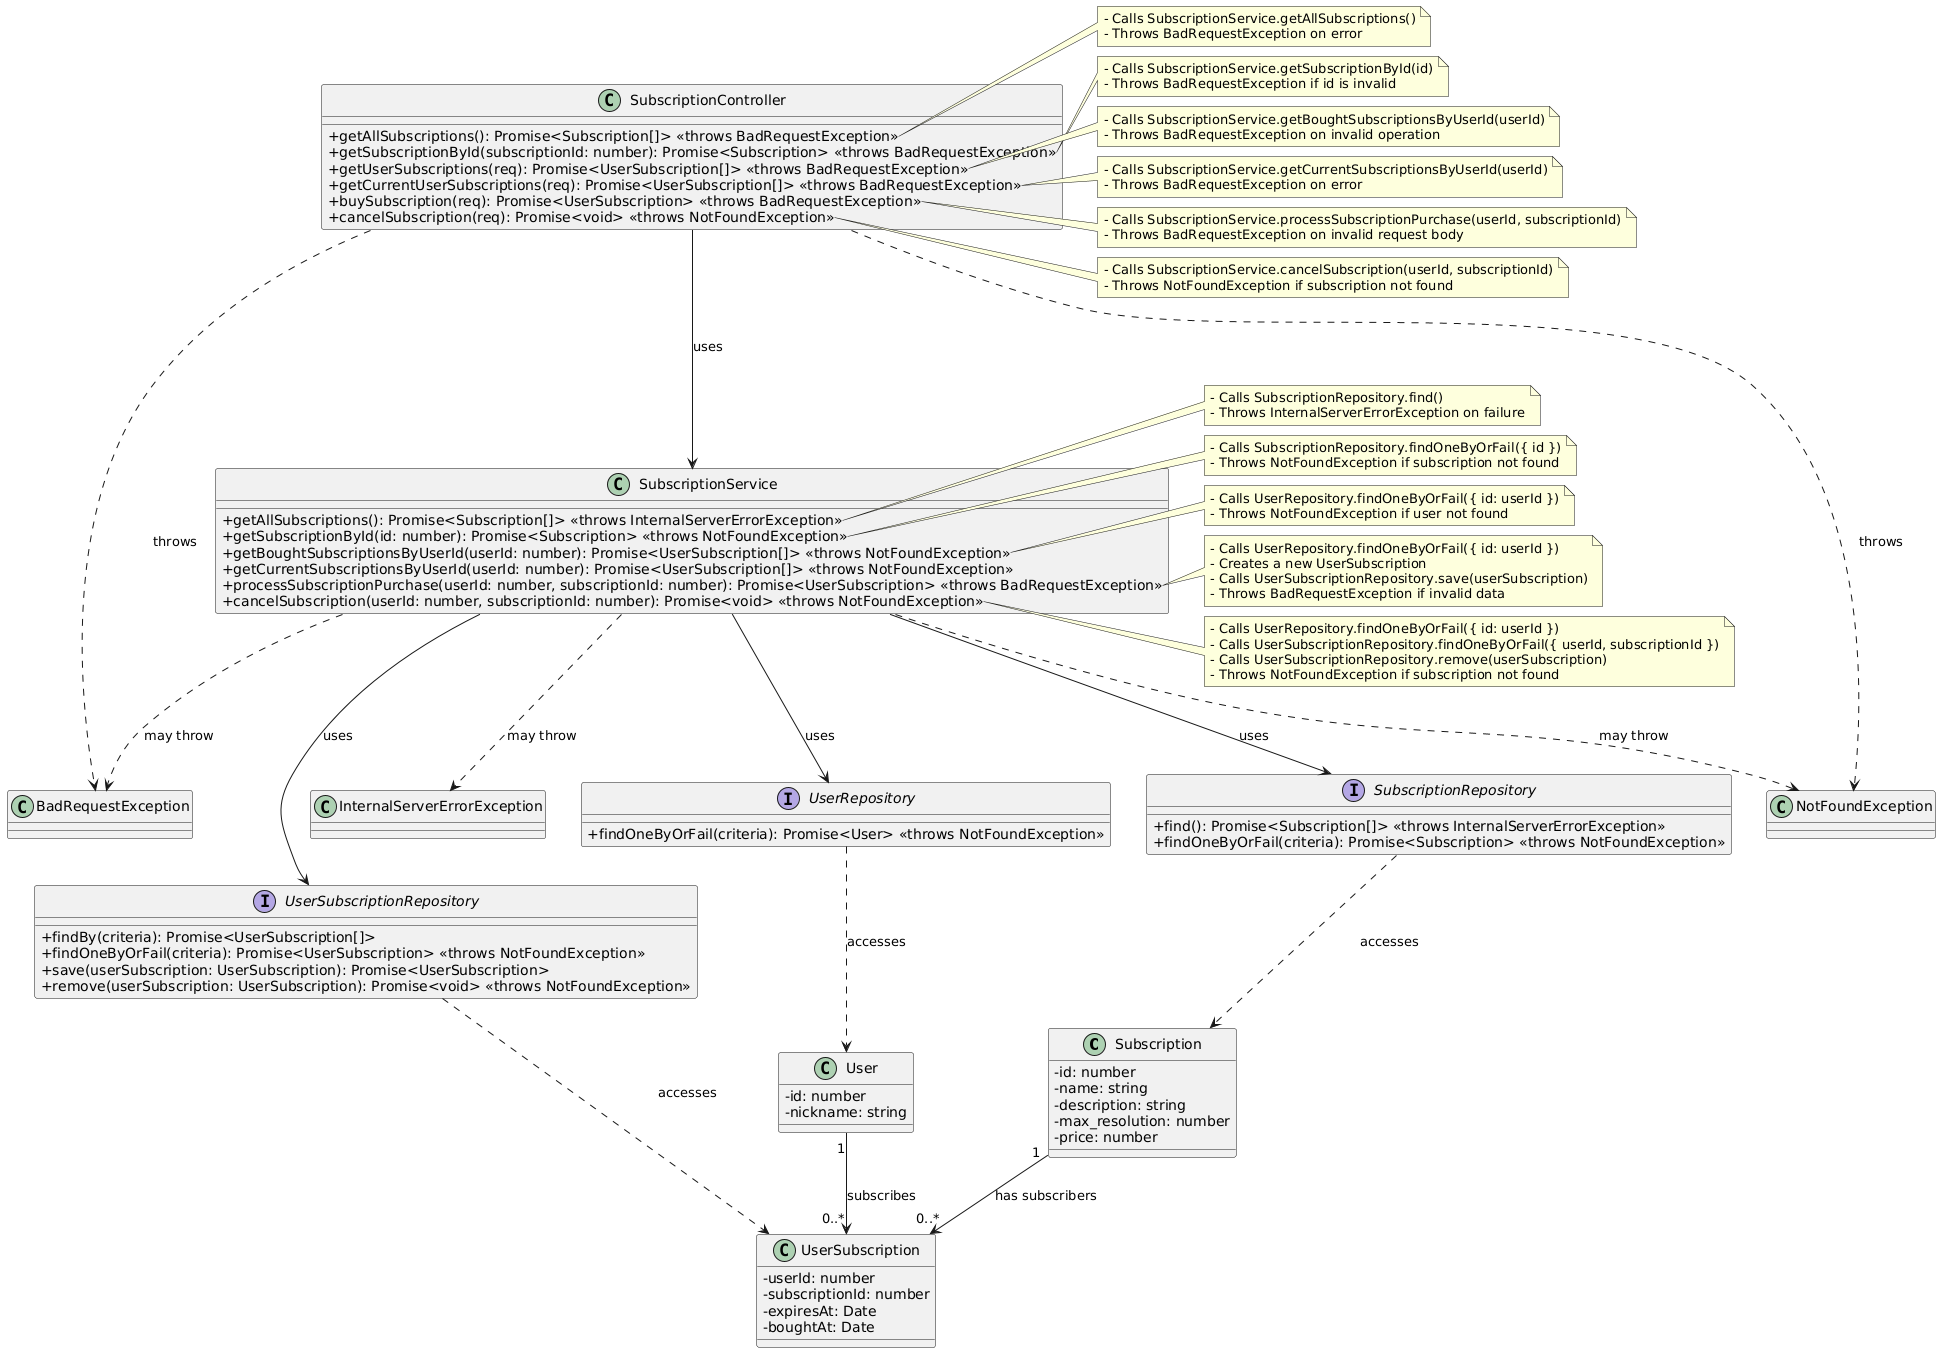 - Calls SubscriptionService.getAllSubscriptions()
- Throws BadRequestException on error
- Calls SubscriptionService.getSubscriptionById(id)
- Throws BadRequestException if id is invalid
- Calls SubscriptionService.getBoughtSubscriptionsByUserId(userId)
- Throws BadRequestException on invalid operation
- Calls SubscriptionService.getCurrentSubscriptionsByUserId(userId)
- Throws BadRequestException on error
- Calls SubscriptionService.processSubscriptionPurchase(userId, subscriptionId)
- Throws BadRequestException on invalid request body
- Calls SubscriptionService.cancelSubscription(userId, subscriptionId)
- Throws NotFoundException if subscription not found
C SubscriptionController
+getAllSubscriptions(): Promise<Subscription[]> «throws BadRequestException»
+getSubscriptionById(subscriptionId: number): Promise<Subscription> «throws BadRequestException»
+getUserSubscriptions(req): Promise<UserSubscription[]> «throws BadRequestException»
+getCurrentUserSubscriptions(req): Promise<UserSubscription[]> «throws BadRequestException»
+buySubscription(req): Promise<UserSubscription> «throws BadRequestException»
+cancelSubscription(req): Promise<void> «throws NotFoundException»
uses
- Calls SubscriptionRepository.find()
- Throws InternalServerErrorException on failure
- Calls SubscriptionRepository.findOneByOrFail({ id })
- Throws NotFoundException if subscription not found
- Calls UserRepository.findOneByOrFail({ id: userId })
- Throws NotFoundException if user not found
- Calls UserRepository.findOneByOrFail({ id: userId })
- Creates a new UserSubscription
- Calls UserSubscriptionRepository.save(userSubscription)
- Throws BadRequestException if invalid data
- Calls UserRepository.findOneByOrFail({ id: userId })
- Calls UserSubscriptionRepository.findOneByOrFail({ userId, subscriptionId })
- Calls UserSubscriptionRepository.remove(userSubscription)
- Throws NotFoundException if subscription not found
C SubscriptionService
+getAllSubscriptions(): Promise<Subscription[]> «throws InternalServerErrorException»
+getSubscriptionById(id: number): Promise<Subscription> «throws NotFoundException»
+getBoughtSubscriptionsByUserId(userId: number): Promise<UserSubscription[]> «throws NotFoundException»
+getCurrentSubscriptionsByUserId(userId: number): Promise<UserSubscription[]> «throws NotFoundException»
+processSubscriptionPurchase(userId: number, subscriptionId: number): Promise<UserSubscription> «throws BadRequestException»
+cancelSubscription(userId: number, subscriptionId: number): Promise<void> «throws NotFoundException»
throws
throws
may throw
uses
may throw
uses
uses
may throw
C BadRequestException
C InternalServerErrorException
I UserRepository
+findOneByOrFail(criteria): Promise<User> «throws NotFoundException»
I SubscriptionRepository
+find(): Promise<Subscription[]> «throws InternalServerErrorException»
+findOneByOrFail(criteria): Promise<Subscription> «throws NotFoundException»
C NotFoundException
I UserSubscriptionRepository
+findBy(criteria): Promise<UserSubscription[]>
+findOneByOrFail(criteria): Promise<UserSubscription> «throws NotFoundException»
+save(userSubscription: UserSubscription): Promise<UserSubscription>
+remove(userSubscription: UserSubscription): Promise<void> «throws NotFoundException»
accesses
accesses
accesses
C User
-id: number
-nickname: string
C Subscription
-id: number
-name: string
-description: string
-max_resolution: number
-price: number
1
1
subscribes
has subscribers
0..*
0..*
C UserSubscription
-userId: number
-subscriptionId: number
-expiresAt: Date
-boughtAt: Date